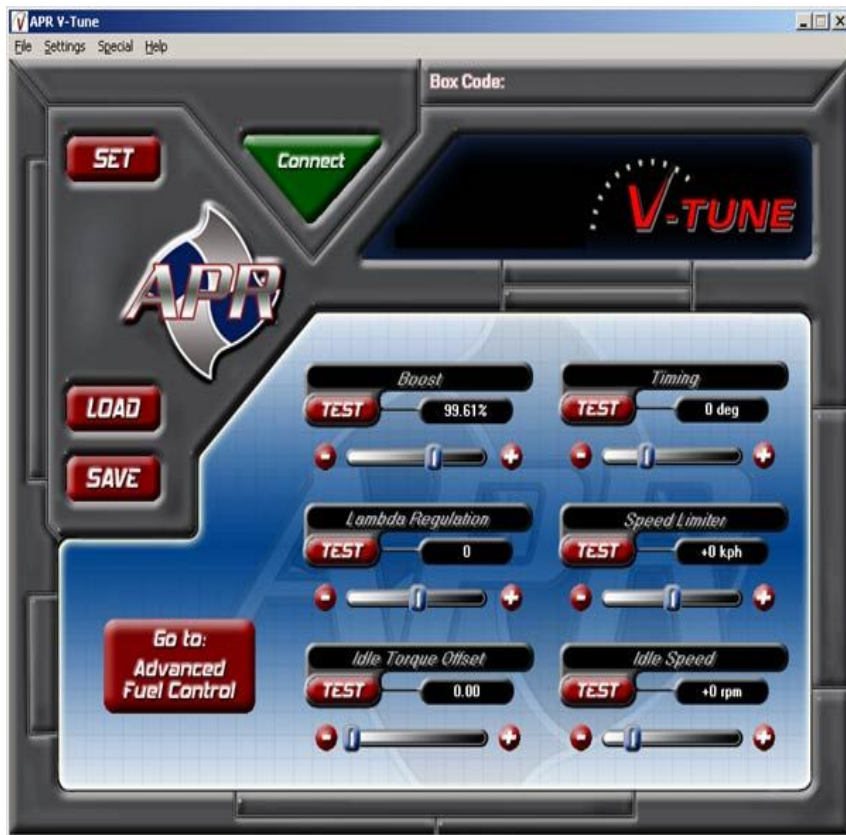 APR V-Tune
File Settings Special Help
Box Code:
SET
Connect
V-TUNE
APR
LOAD
SAVE
Boost
TEST 99.61%
- +
Timing
TEST 0 deg
- +
Lambda Regulation
TEST 0
- +
Speed Limiter
TEST +0 kph
- +
Idle Torque Offset
TEST 0.00
- +
Idle Speed
TEST +0 rpm
- +
Go to:
Advanced
Fuel Control
APR